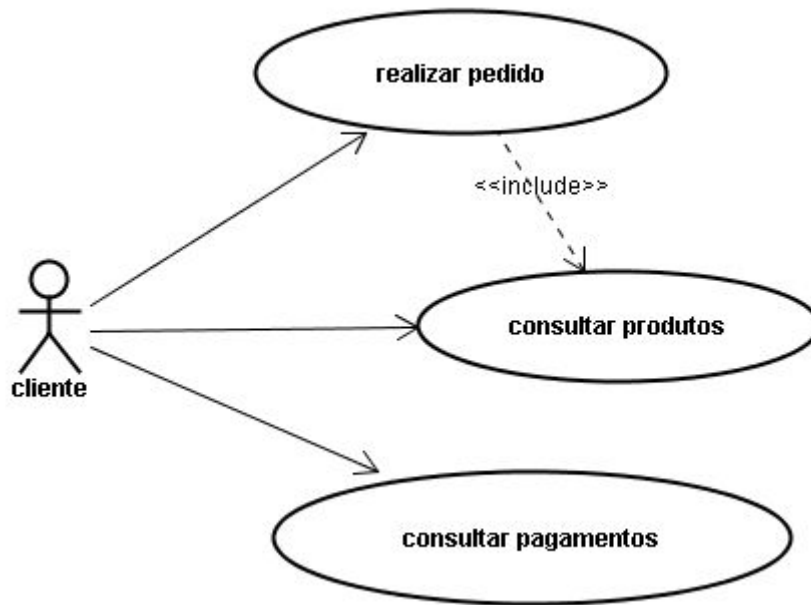 realizar pedido
<<include>>
consultar produtos
cliente
consultar pagamentos